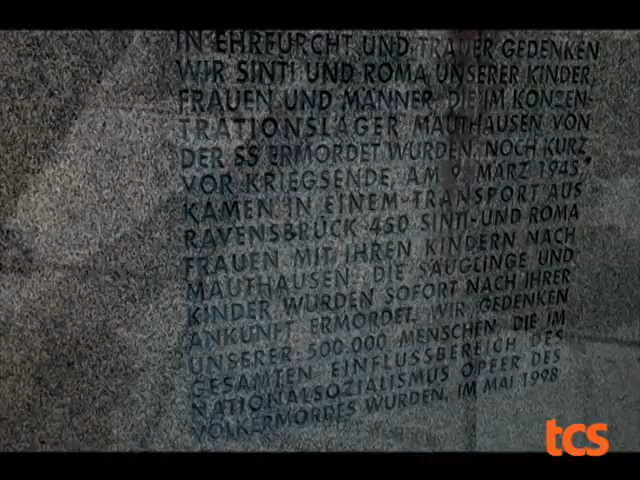 IN EHRFURCHT UND TRAUER GEDENKEN
WIR SINTI UND ROMA UNSERER KINDER,
FRAUEN UND MÄNNER, DIE IM KONZEN-
TRATIONSLAGER MAUTHAUSEN VON
DER SS ERMORDET WURDEN. NOCH KURZ
VOR KRIEGSENDE, AM 9. MÄRZ 1945,
KAMEN IN EINEM TRANSPORT AUS
RAVENSBRÜCK 450 SINTI-UND ROMA
FRAUEN MIT IHREN KINDERN NACH
MAUTHAUSEN. DIE SÄUGLINGE UND
KINDER WURDEN SOFORT NACH IHRER
ANKUNFT ERMORDET. WIR GEDENKEN
UNSERER 500.000 MENSCHEN, DIE IM
GESAMTEN EINFLUSSBEREICH DES
NATIONALSOZIALISMUS OPFER DES
VÖLKERMORDES WURDEN, IM MAI 1998
tcs